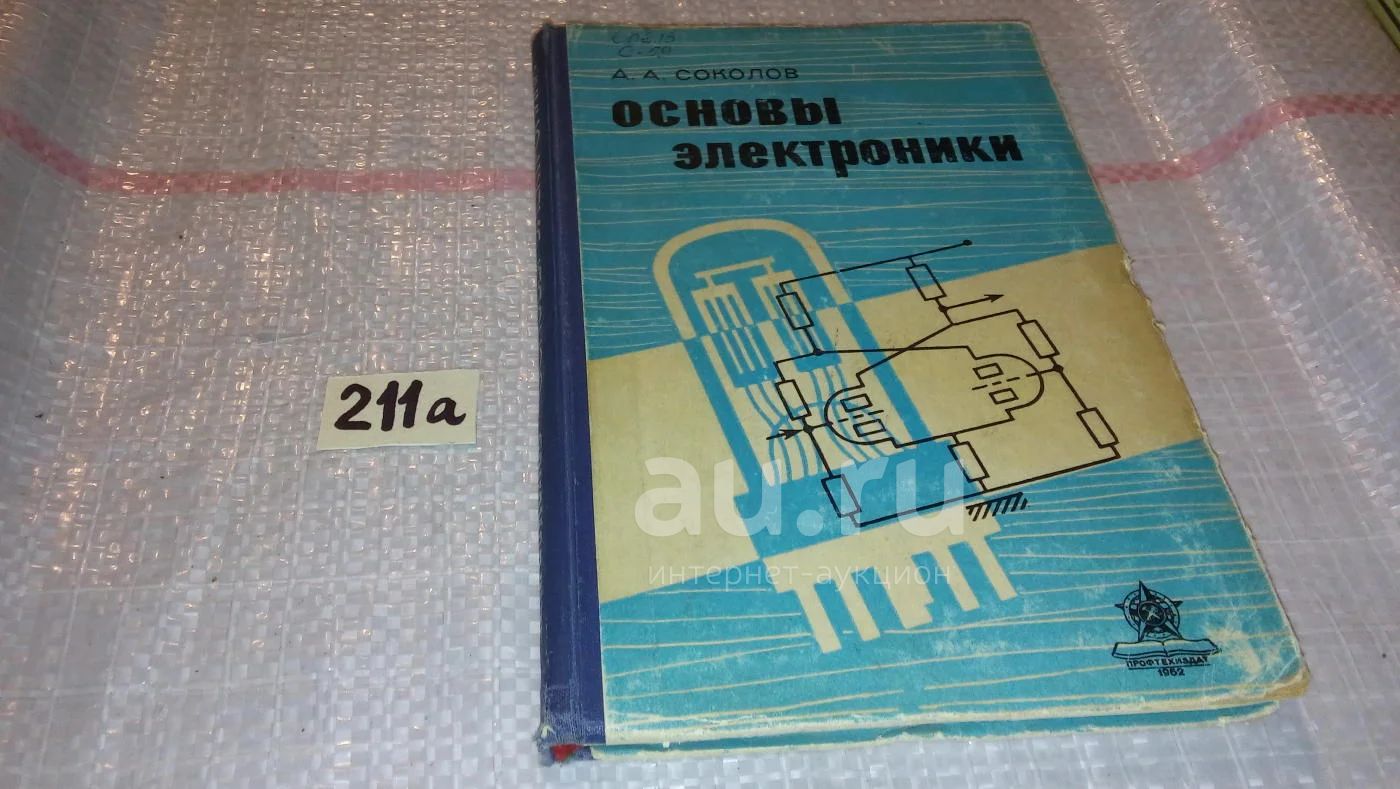 А. А. СОКОЛОВ
ОСНОВЫ
ЭЛЕКТРОНИКИ
211а
au.ru
интернет-аукцион
ПРОФТЕХИЗДАТ
1962